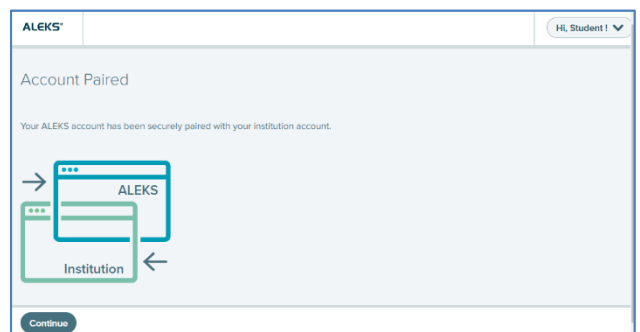 ALEKS®
Hi, Student !
Account Paired
Your ALEKS account has been securely paired with your institution account.
ALEKS
Institution
Continue